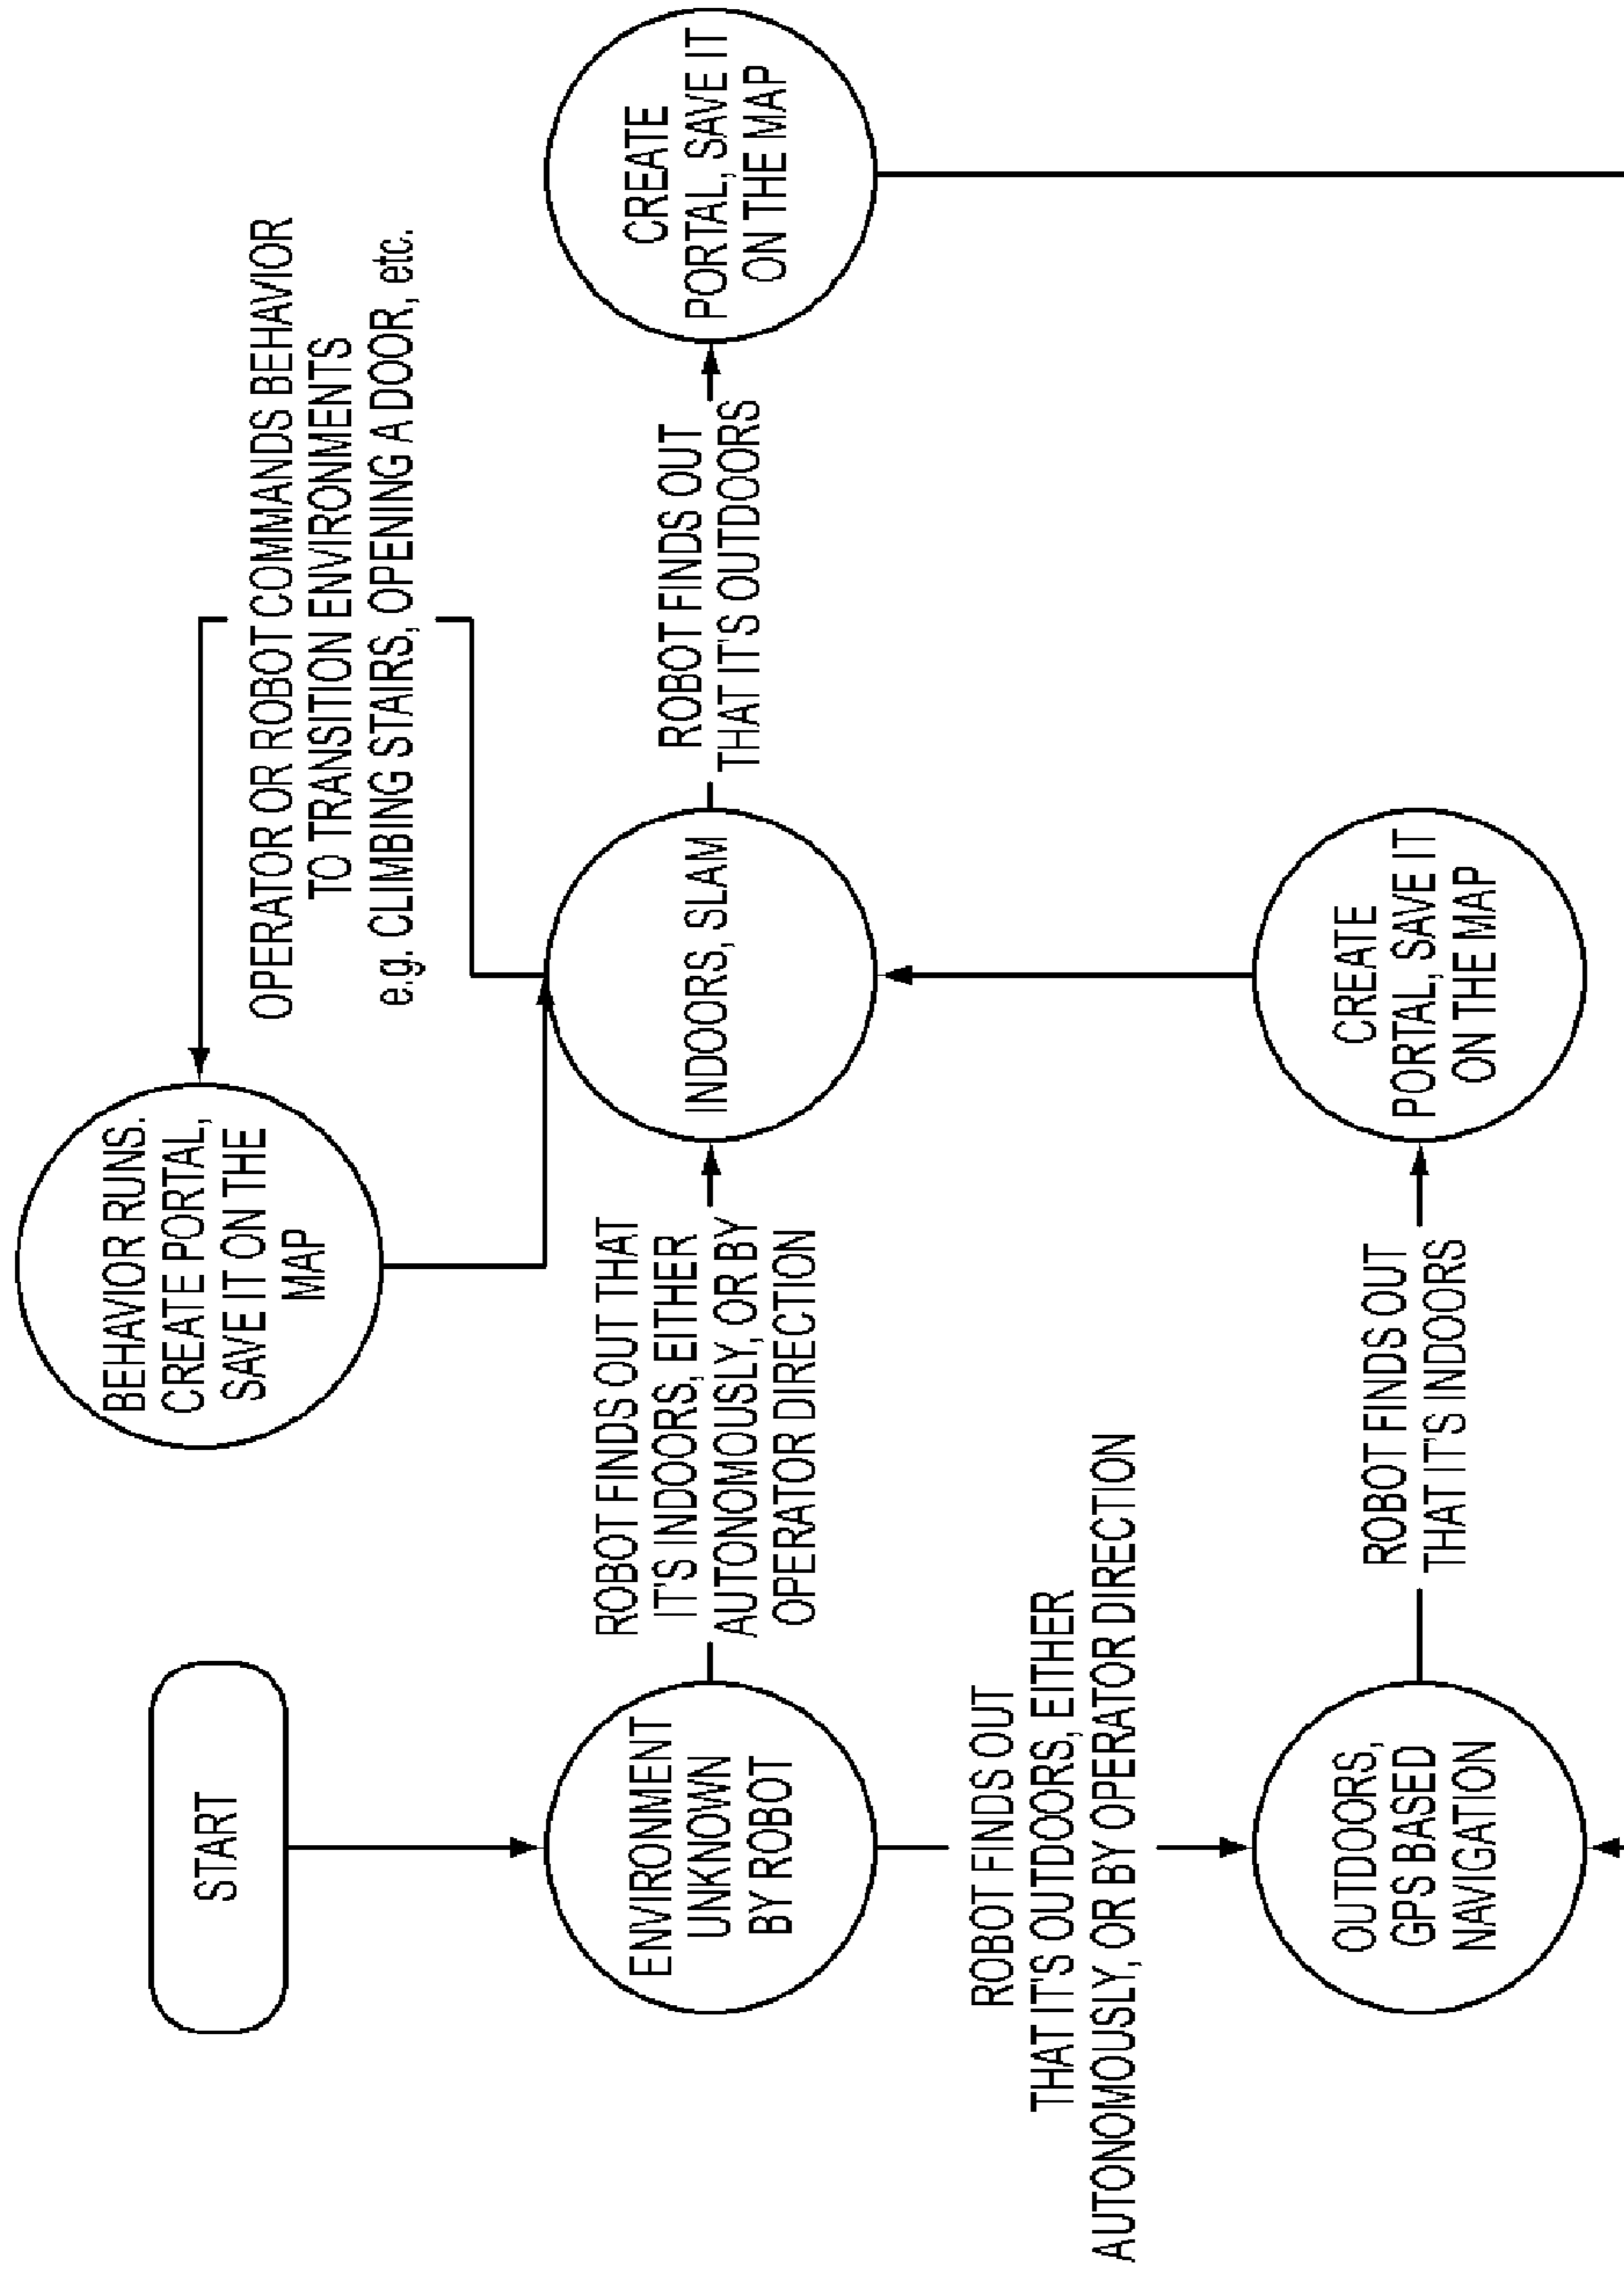 START
BEHAVIOR RUNS.
CREATE PORTAL,
SAVE IT ON THE
MAP
OPERATOR OR ROBOT COMMANDS BEHAVIOR
TO TRANSITION ENVIRONMENTS
e.g. CLIMBING STAIRS, OPENING A DOOR, etc.
ENVIRONMENT
UNKNOWN
BY ROBOT
ROBOT FINDS OUT THAT
IT'S INDOORS, EITHER
AUTONOMOUSLY, OR BY
OPERATOR DIRECTION
INDOORS, SLAM
ROBOT FINDS OUT
THAT IT'S OUTDOORS
CREATE
PORTAL, SAVE IT
ON THE MAP
ROBOT FINDS OUT
THAT IT'S OUTDOORS, EITHER
AUTONOMOUSLY, OR BY OPERATOR DIRECTION
OUTDOORS,
GPS BASED
NAVIGATION
ROBOT FINDS OUT
THAT IT'S INDOORS
CREATE
PORTAL, SAVE IT
ON THE MAP